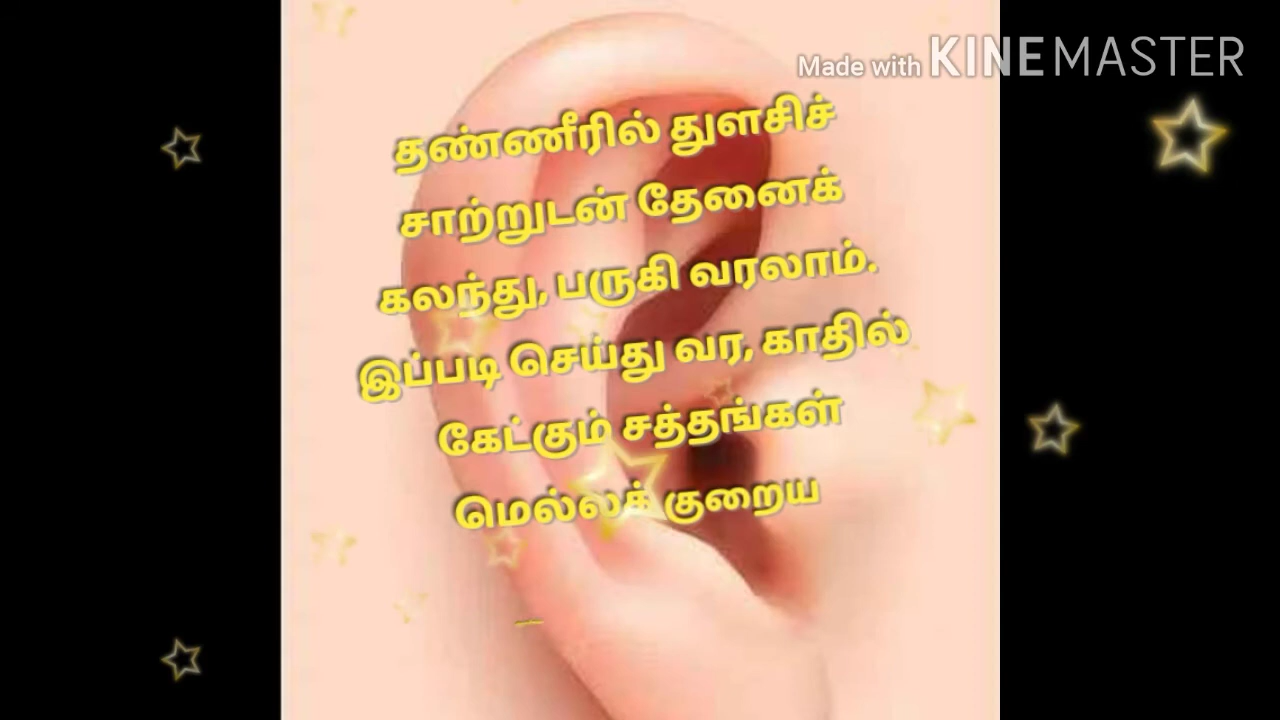 Made with KINEMASTER
தண்ணீரில் துளசிச்
சாற்றுடன் தேனைக்
கலந்து, பருகி வரலாம்.
இப்படி செய்து வர, காதில்
கேட்கும் சத்தங்கள்
மெல்லக் குறைய